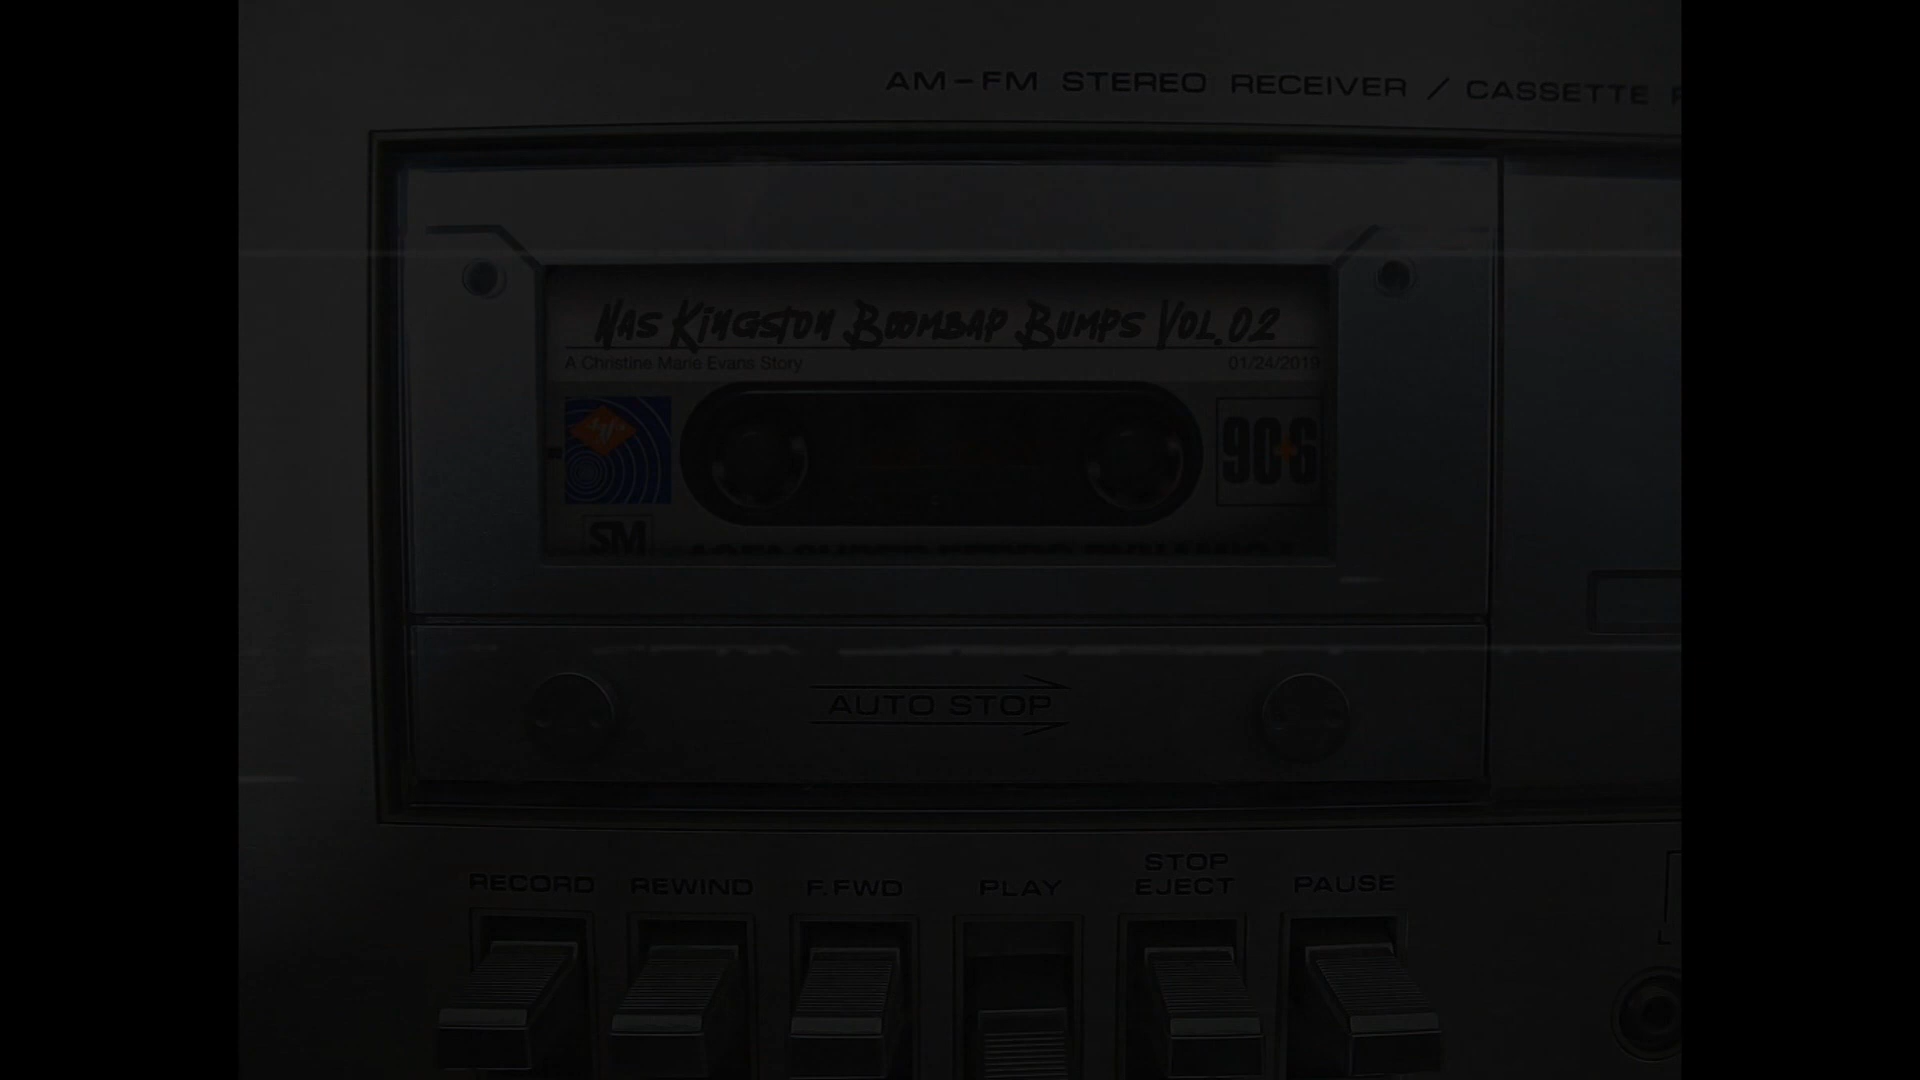 AM-FM STEREO RECEIVER / CASSETTE
Nas Kingston Boombap Bumps Vol.02
A Christine Marie Evans Story
01/24/2019
90+6
SM
AUTO STOP
RECORD
REWIND
F.FWD
PLAY
STOP
EJECT
PAUSE